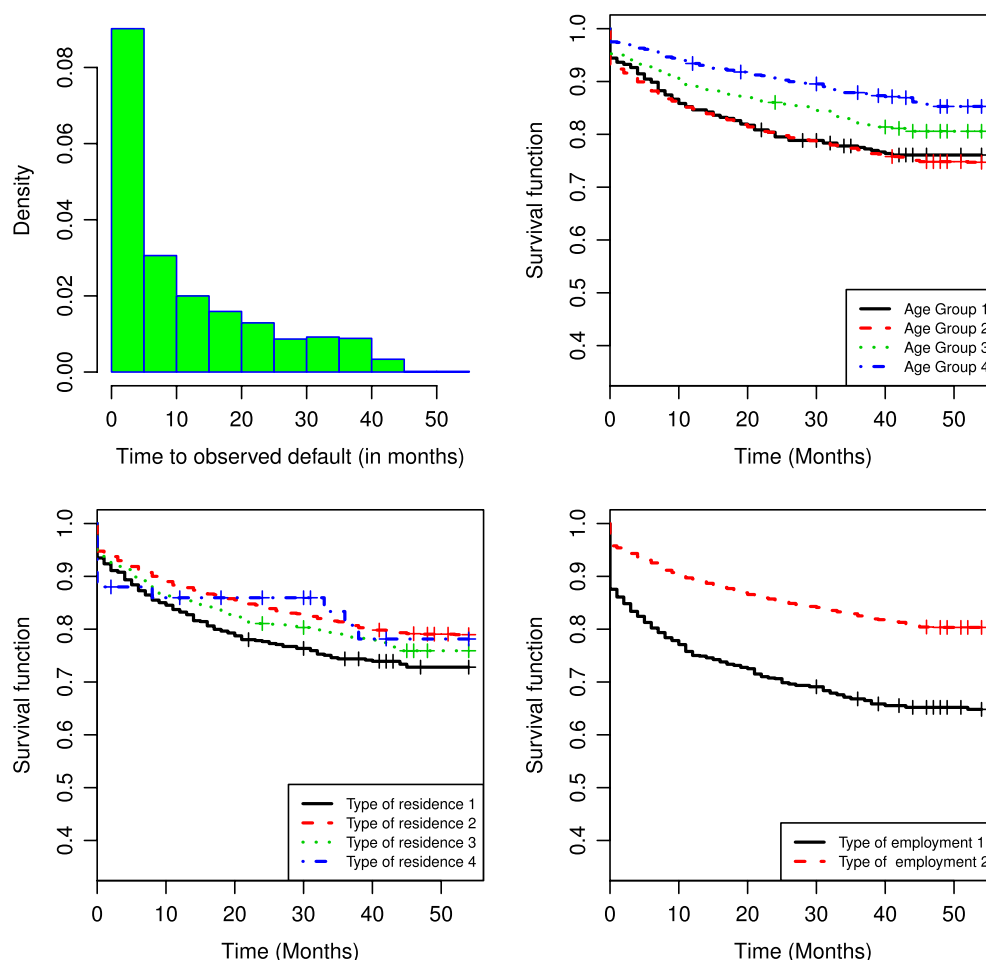 Density
0.00 0.02 0.04 0.06 0.08
0 10 20 30 40 50
Time to observed default (in months)
Survival function
0.4 0.5 0.6 0.7 0.8 0.9 1.0
Age Group 1
Age Group 2
Age Group 3
Age Group 4
0 10 20 30 40 50
Time (Months)
Survival function
0.4 0.5 0.6 0.7 0.8 0.9 1.0
Type of residence 1
Type of residence 2
Type of residence 3
Type of residence 4
0 10 20 30 40 50
Time (Months)
Survival function
0.4 0.5 0.6 0.7 0.8 0.9 1.0
Type of employment 1
Type of employment 2
0 10 20 30 40 50
Time (Months)